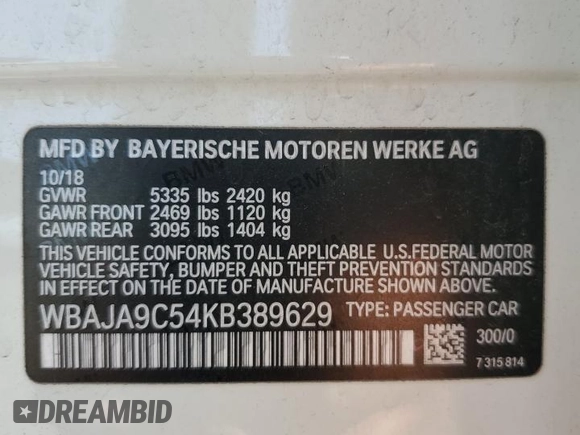 MFD BY BAYERISCHE MOTOREN WERKE AG
10/18
GVWR 5335 lbs 2420 kg
GAWR FRONT 2469 lbs 1120 kg
GAWR REAR 3095 lbs 1404 kg
THIS VEHICLE CONFORMS TO ALL APPLICABLE U.S.FEDERAL MOTOR
VEHICLE SAFETY, BUMPER AND THEFT PREVENTION STANDARDS
IN EFFECT ON THE DATE OF MANUFACTURE SHOWN ABOVE.
WBAJA9C54KB389629 TYPE: PASSENGER CAR
300/0
7 315 814
DREAMBID